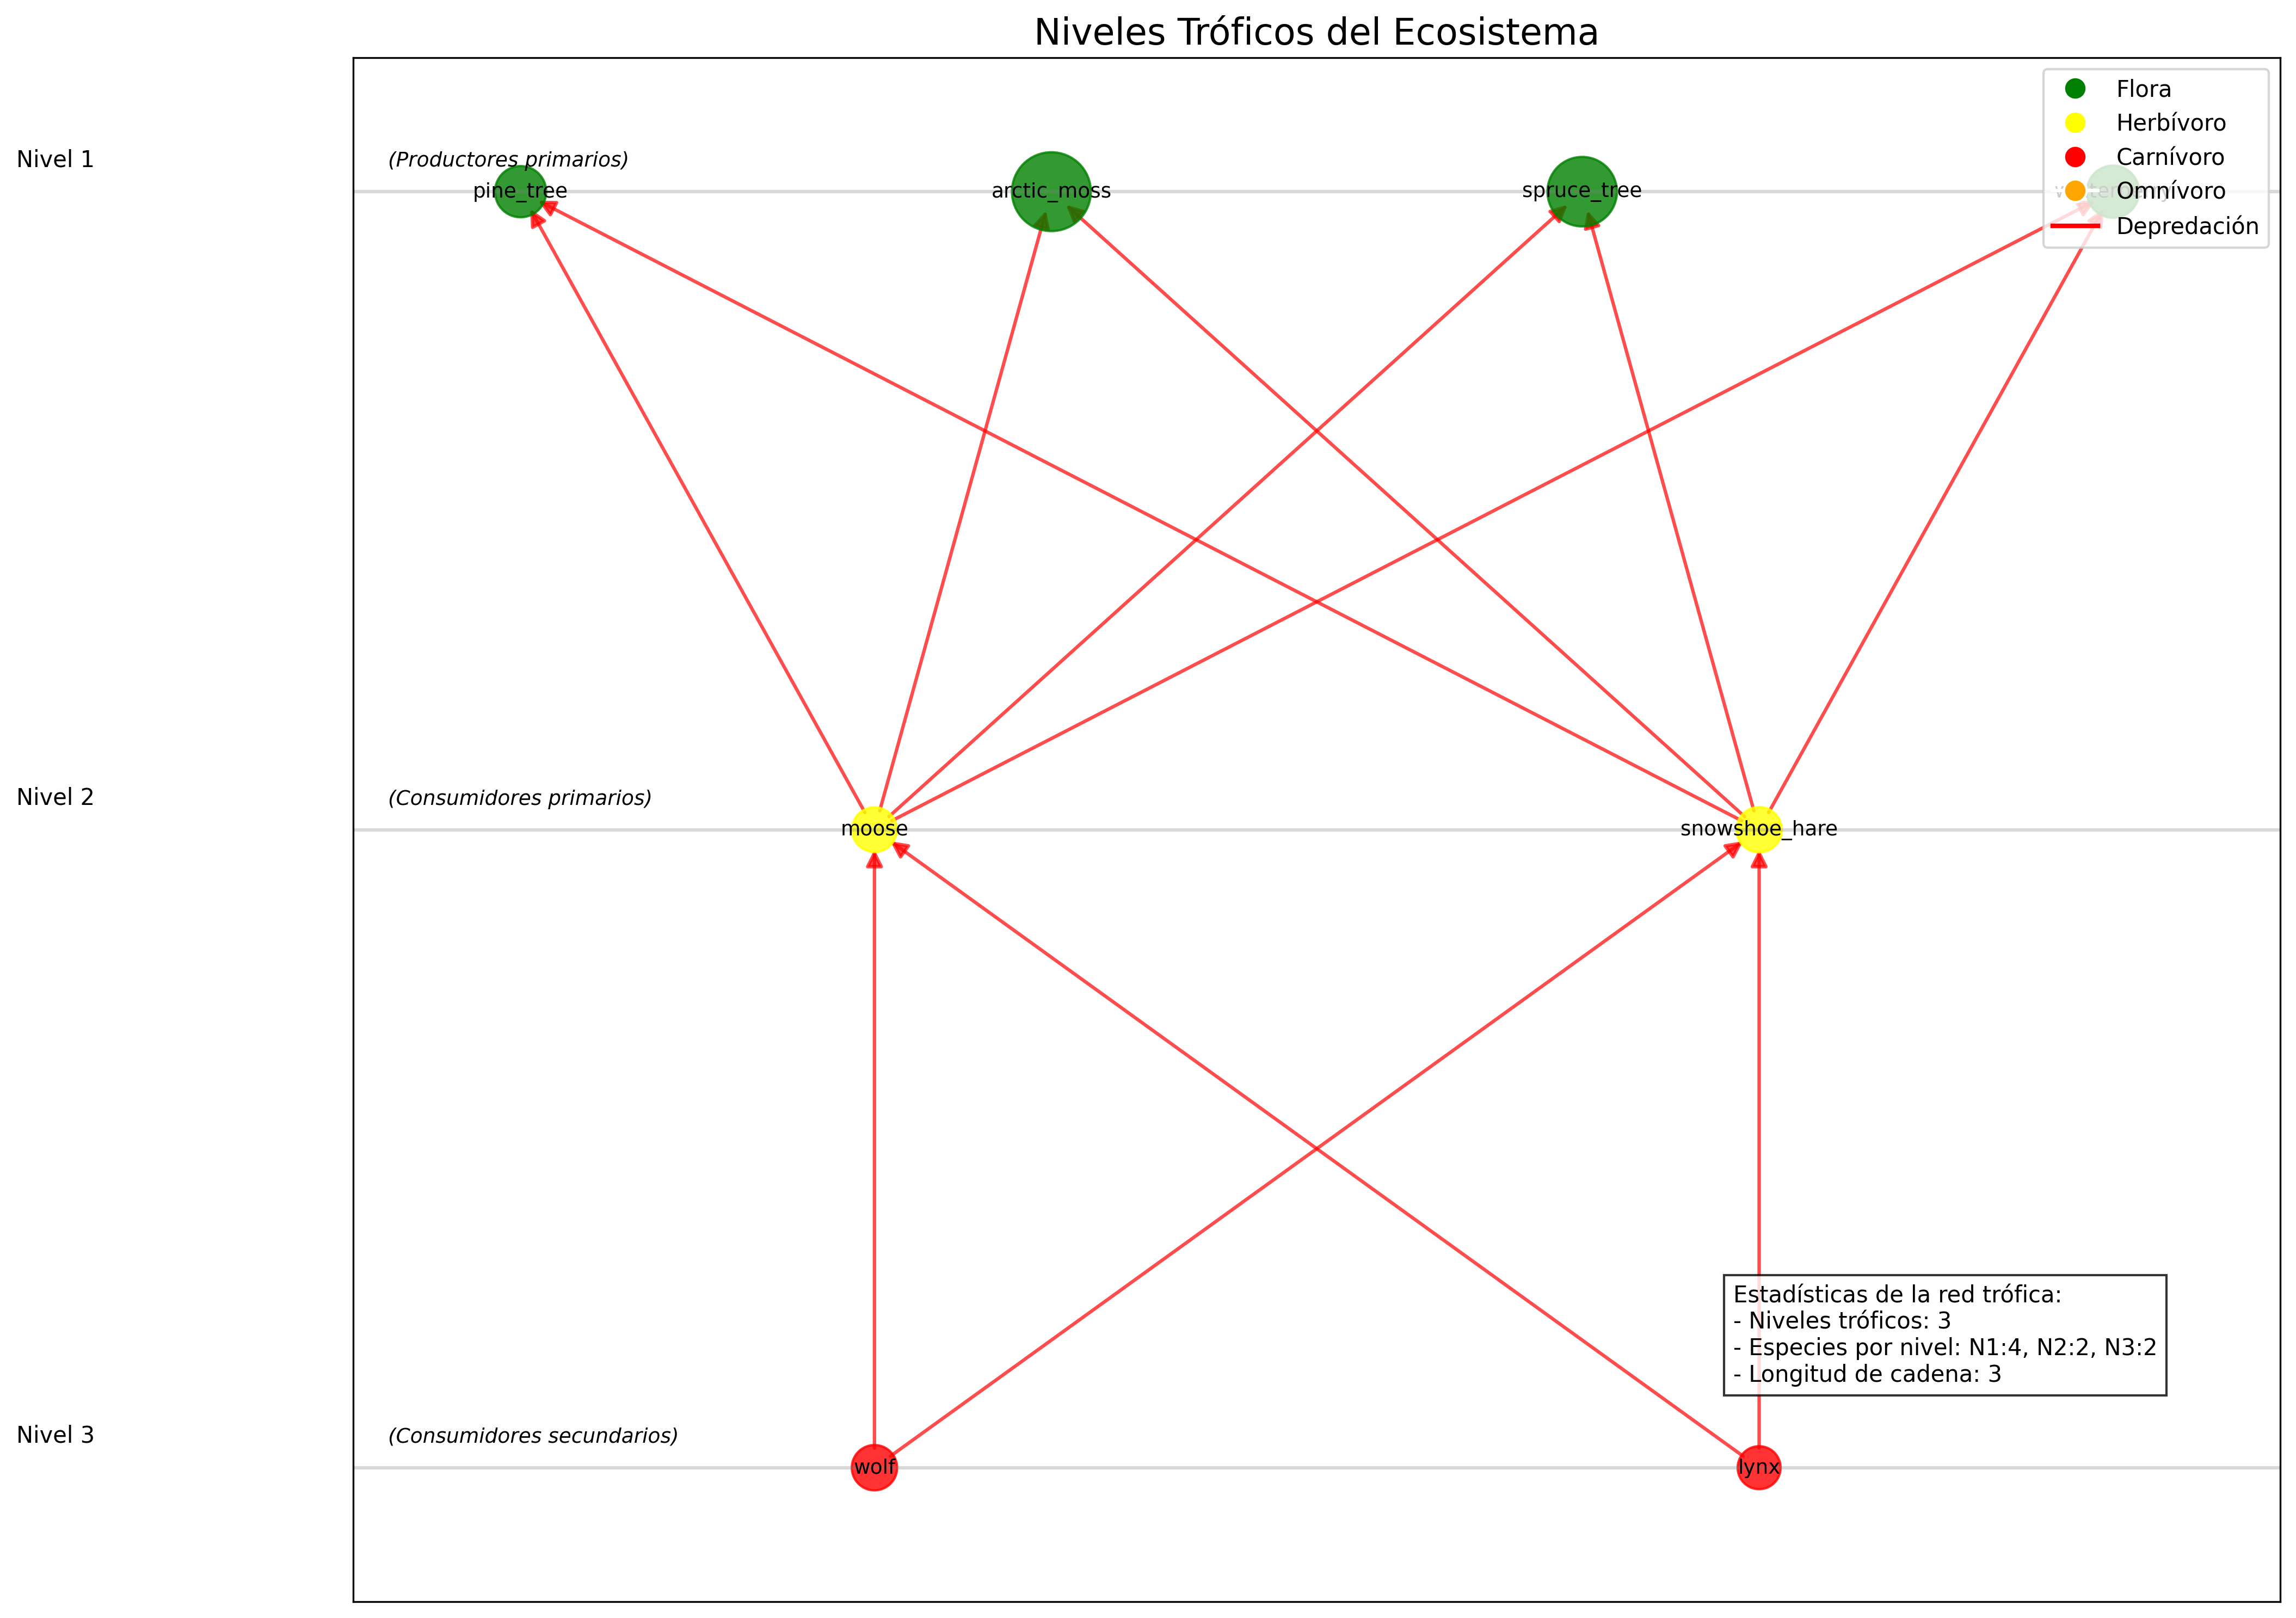 Niveles Tróficos del Ecosistema
Flora
Herbívoro
Carnívoro
Omnívoro
Depredación
Nivel 1
(Productores primarios)
pine_tree
arctic_moss
spruce_tree
Nivel 2
(Consumidores primarios)
moose
snowshoe_hare
Estadísticas de la red trófica:
- Niveles tróficos: 3
- Especies por nivel: N1:4, N2:2, N3:2
- Longitud de cadena: 3
Nivel 3
(Consumidores secundarios)
wolf
lynx